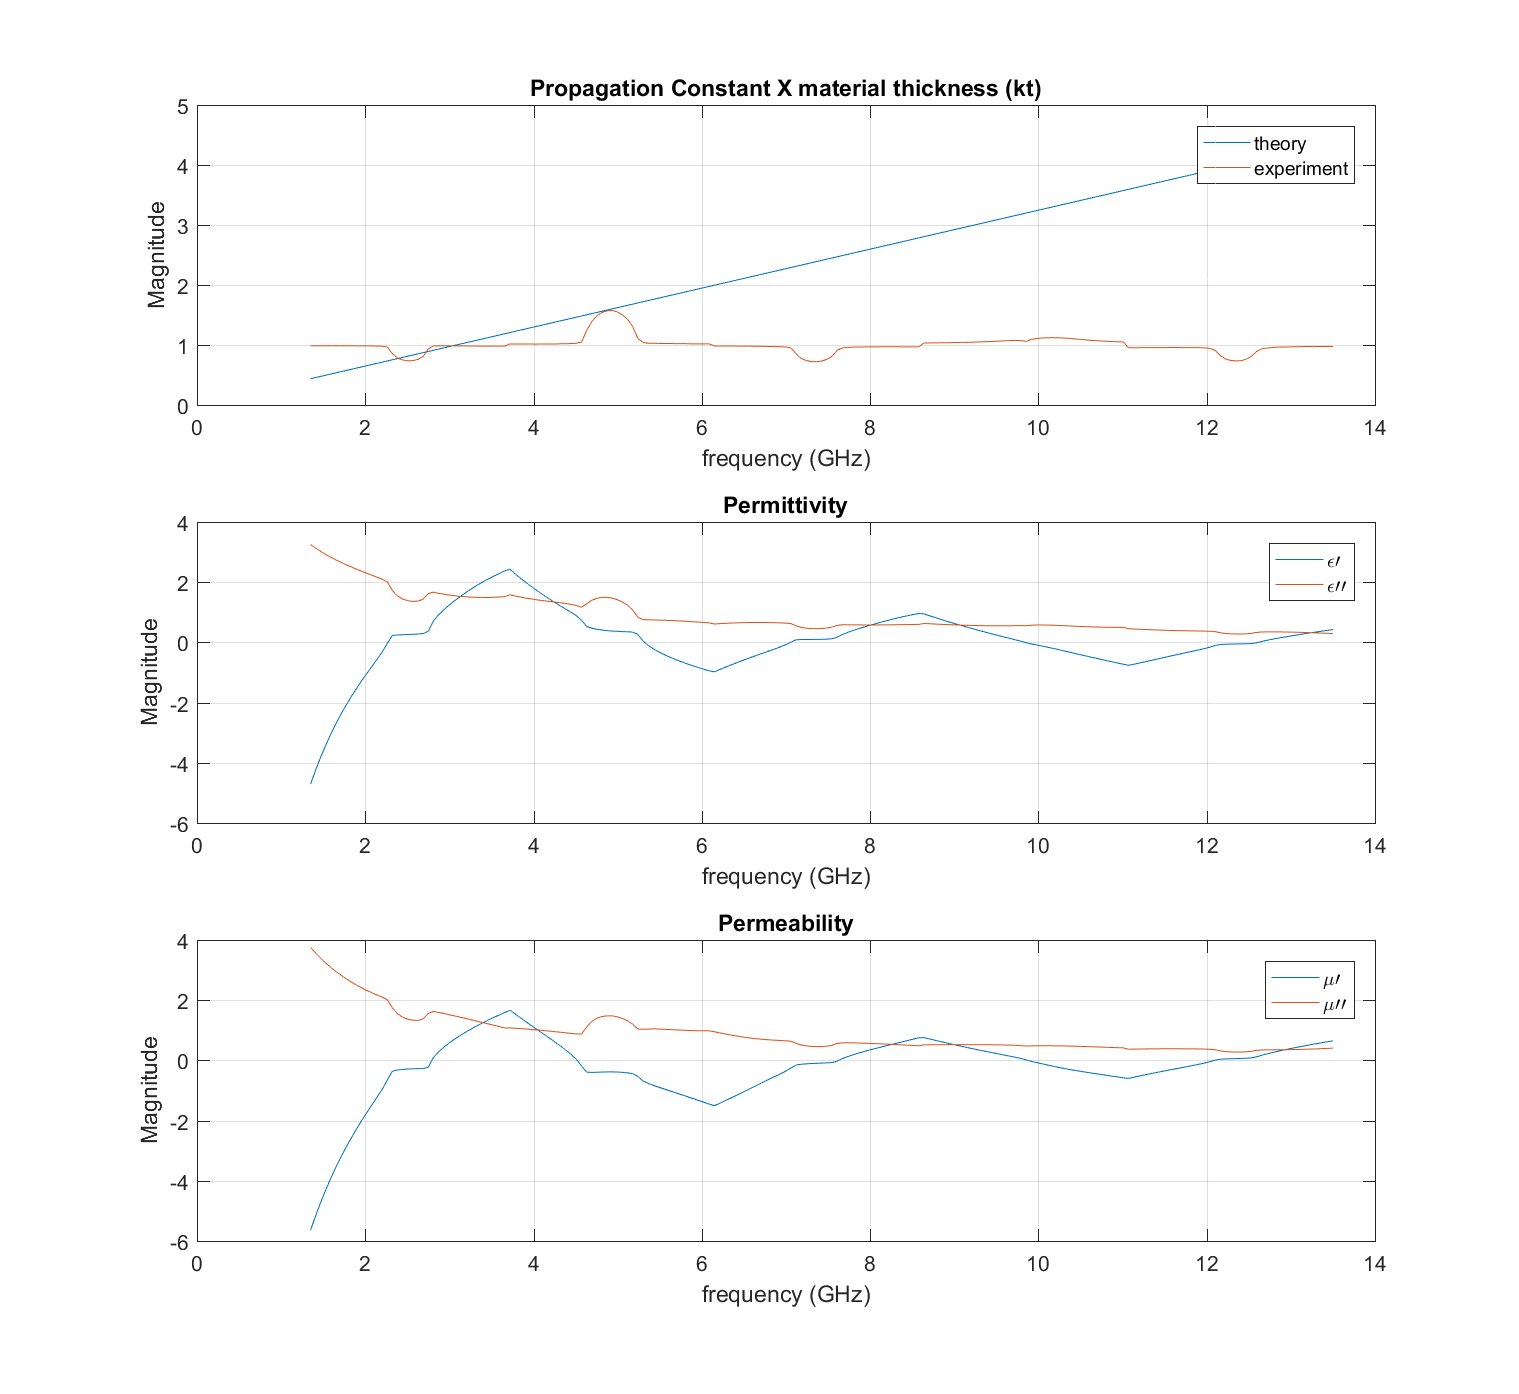 Propagation Constant X material thickness (kt)
5
4
3
2
1
0
Magnitude
theory
experiment
0 2 4 6 8 10 12 14
frequency (GHz)
Permittivity
4
2
0
-2
-4
-6
Magnitude
ϵ′
ϵ′′
0 2 4 6 8 10 12 14
frequency (GHz)
Permeability
4
2
0
-2
-4
-6
Magnitude
μ′
μ′′
0 2 4 6 8 10 12 14
frequency (GHz)